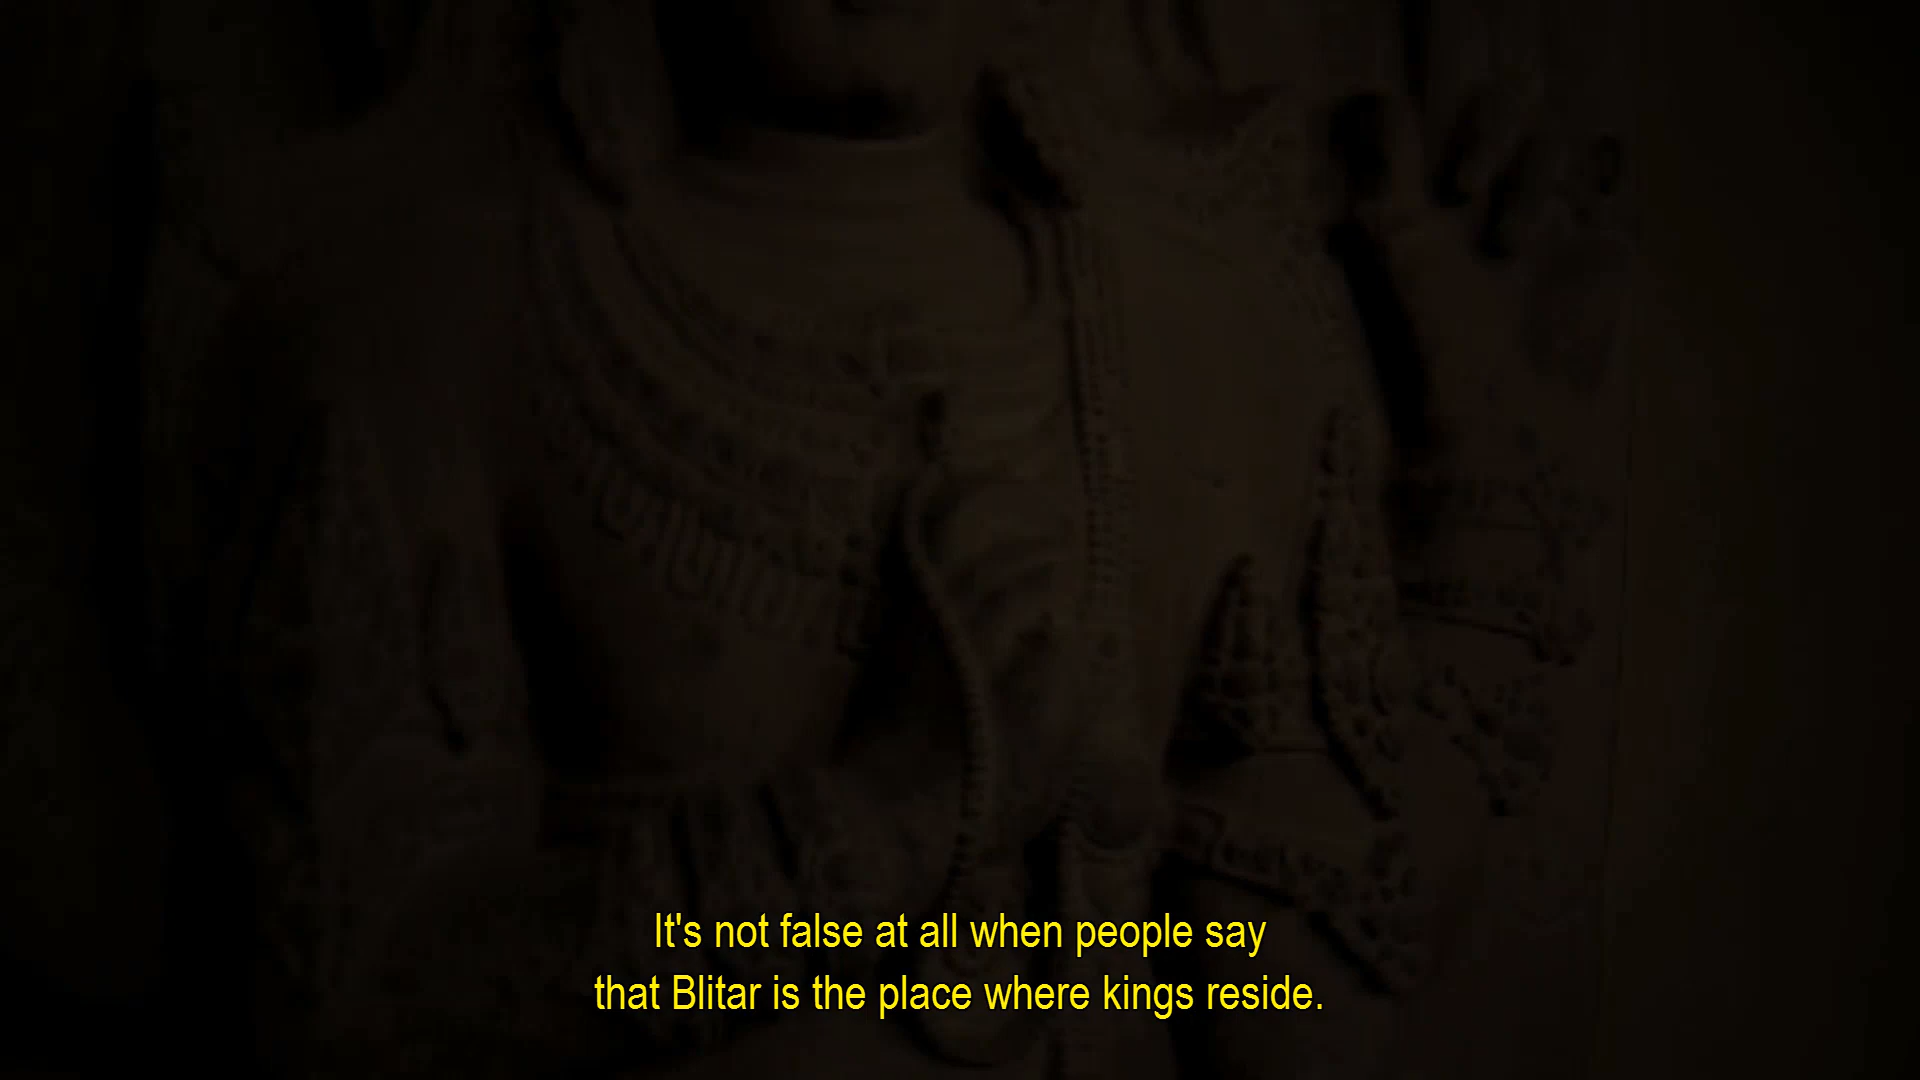 It's not false at all when people say
that Blitar is the place where kings reside.